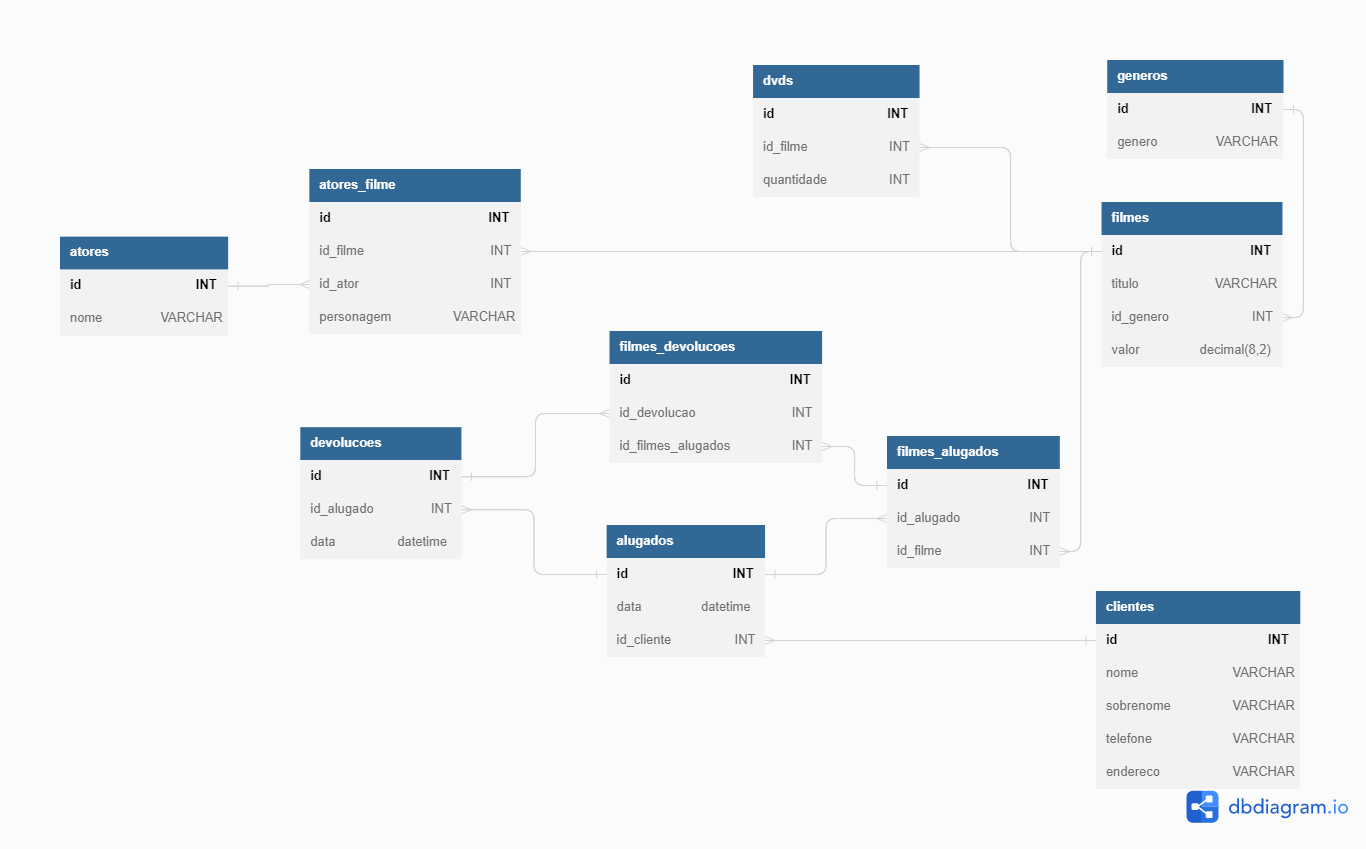 dvds
id INT
id_filme INT
quantidade INT
generos
id INT
genero VARCHAR
atores_filme
id INT
id_filme INT
id_ator INT
personagem VARCHAR
filmes
id INT
titulo VARCHAR
id_genero INT
valor decimal(8,2)
atores
id INT
nome VARCHAR
filmes_devolucoes
id INT
id_devolucao INT
id_filmes_alugados INT
devolucoes
id INT
id_alugado INT
data datetime
filmes_alugados
id INT
id_alugado INT
id_filme INT
alugados
id INT
data datetime
id_cliente INT
clientes
id INT
nome VARCHAR
sobrenome VARCHAR
telefone VARCHAR
endereco VARCHAR
dbdiagram.io